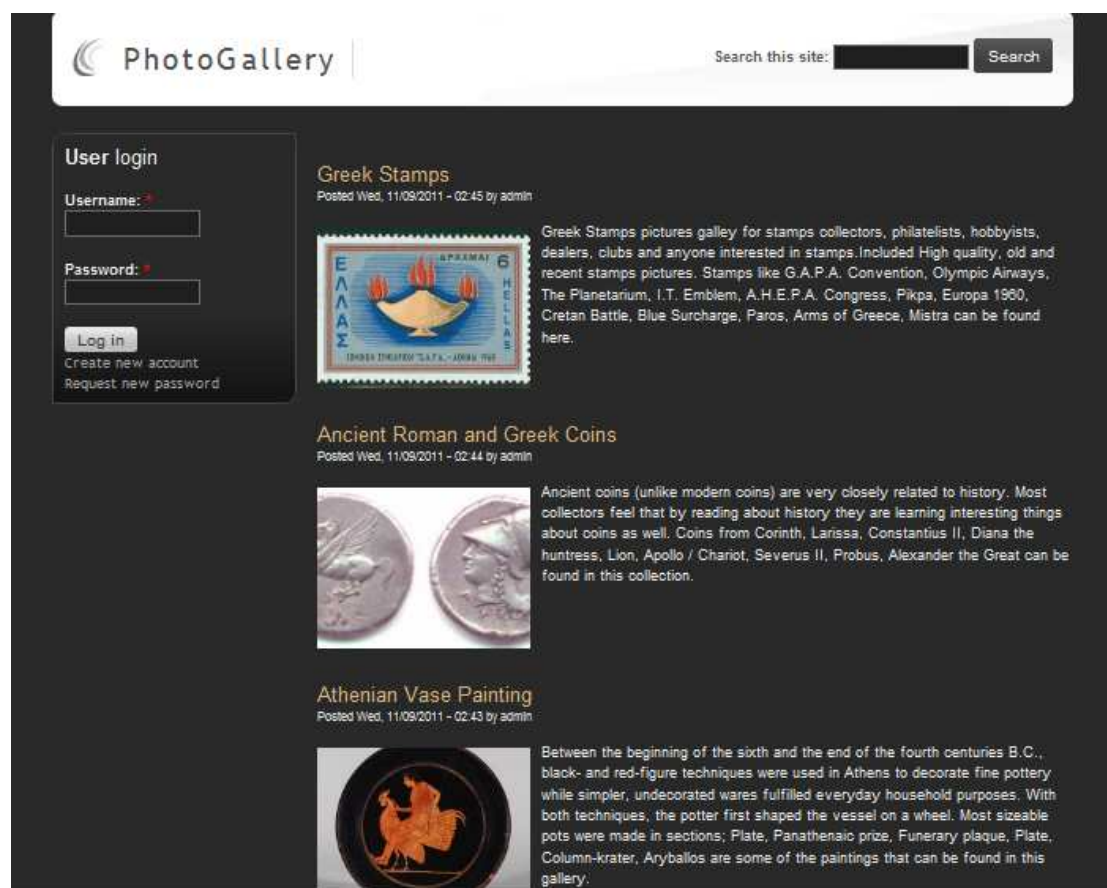 PhotoGallery
Search this site:
Search
User login
Username: *
Password: *
Log in
Create new account
Request new password
Greek Stamps
Posted Wed, 11/09/2011 - 02:45 by admin
ΔΡΑΧΜΑΙ 6
ΕΛΛΑΣ
HELLAS
Greek Stamps pictures galley for stamps collectors, philatelists, hobbyists,
dealers, clubs and anyone interested in stamps.Included High quality, old and
recent stamps pictures. Stamps like G.A.P.A. Convention, Olympic Airways,
The Planetarium, I.T. Emblem, A.H.E.P.A. Congress, Pikpa, Europa 1960,
Cretan Battle, Blue Surcharge, Paros, Arms of Greece, Mistra can be found
here.
Ancient Roman and Greek Coins
Posted Wed, 11/09/2011 - 02:44 by admin
Ancient coins (unlike modern coins) are very closely related to history. Most
collectors feel that by reading about history they are learning interesting things
about coins as well. Coins from Corinth, Larissa, Constantius II, Diana the
huntress, Lion, Apollo / Chariot, Severus II, Probus, Alexander the Great can be
found in this collection.
Athenian Vase Painting
Posted Wed, 11/09/2011 - 02:43 by admin
Between the beginning of the sixth and the end of the fourth centuries B.C.,
black- and red-figure techniques were used in Athens to decorate fine pottery
while simpler, undecorated wares fulfilled everyday household purposes. With
both techniques, the potter first shaped the vessel on a wheel. Most sizeable
pots were made in sections; Plate, Panathenaic prize, Funerary plaque, Plate,
Column-krater, Aryballos are some of the paintings that can be found in this
gallery.